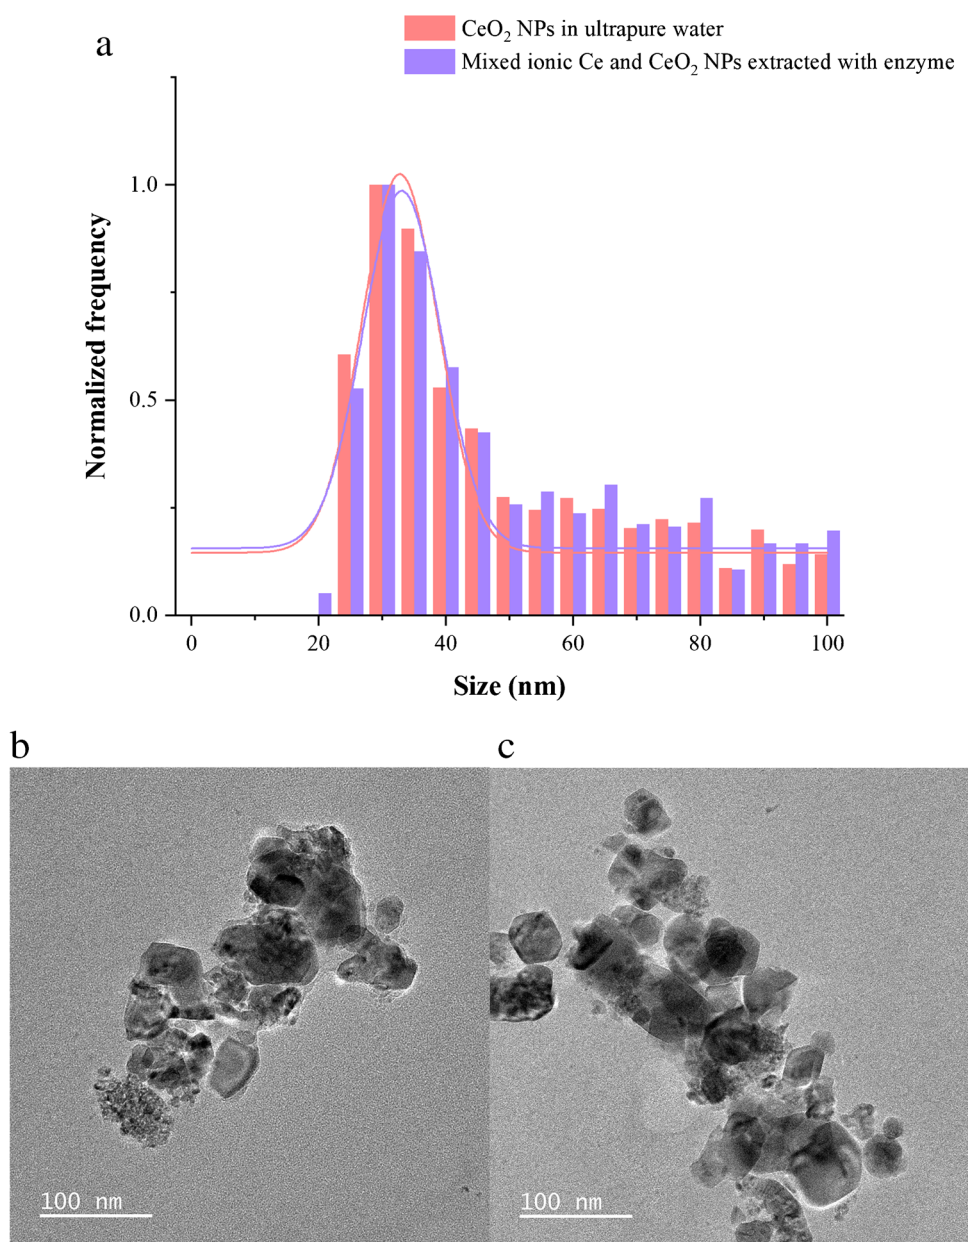 a
CeO₂ NPs in ultrapure water
Mixed ionic Ce and CeO₂ NPs extracted with enzyme
Normalized frequency
1.0
0.5
0.0
0 20 40 60 80 100
Size (nm)
b c
100 nm 100 nm